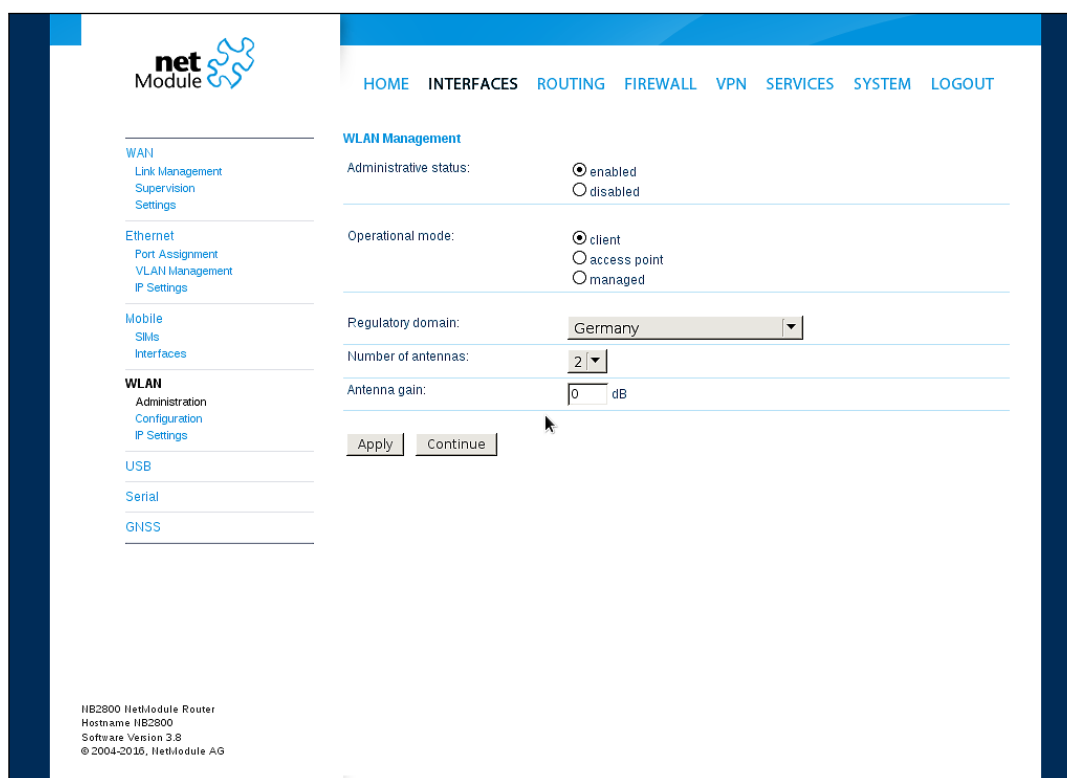 net
Module
HOME INTERFACES ROUTING FIREWALL VPN SERVICES SYSTEM LOGOUT
WAN
Link Management
Supervision
Settings
Ethernet
Port Assignment
VLAN Management
IP Settings
Mobile
SIMs
Interfaces
WLAN
Administration
Configuration
IP Settings
USB
Serial
GNSS
WLAN Management
Administrative status:
enabled
disabled
Operational mode:
client
access point
managed
Regulatory domain: Germany
Number of antennas: 2
Antenna gain: 0 dB
Apply Continue
NB2800 NetModule Router
Hostname NB2800
Software Version 3.8
© 2004-2016, NetModule AG